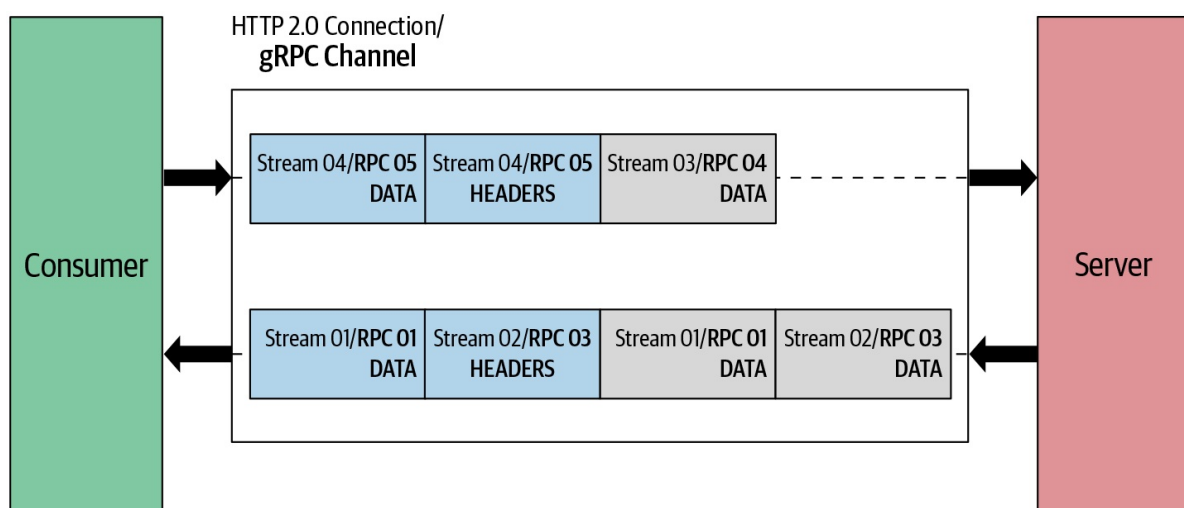 HTTP 2.0 Connection/
gRPC Channel
Stream 04/RPC 05
DATA
Stream 04/RPC 05
HEADERS
Stream 03/RPC 04
DATA
Consumer
Server
Stream 01/RPC 01
DATA
Stream 02/RPC 03
HEADERS
Stream 01/RPC 01
DATA
Stream 02/RPC 03
DATA